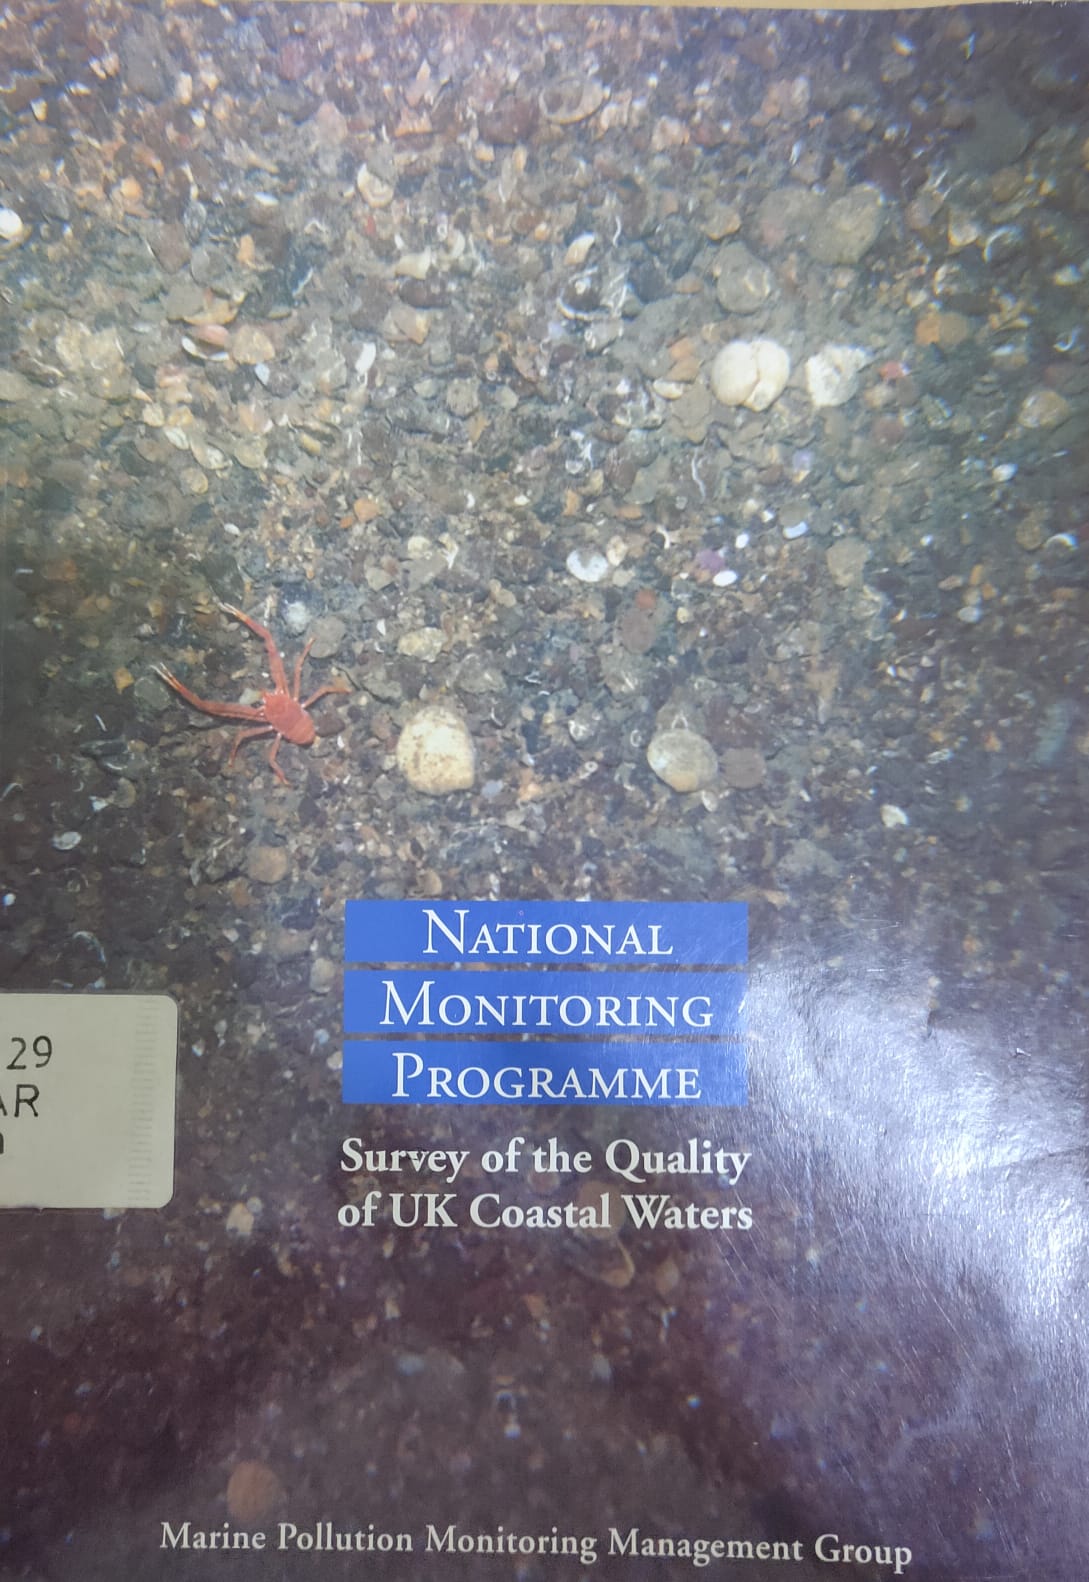 NATIONAL
MONITORING
PROGRAMME
29
AR
Survey of the Quality
of UK Coastal Waters
Marine Pollution Monitoring Management Group